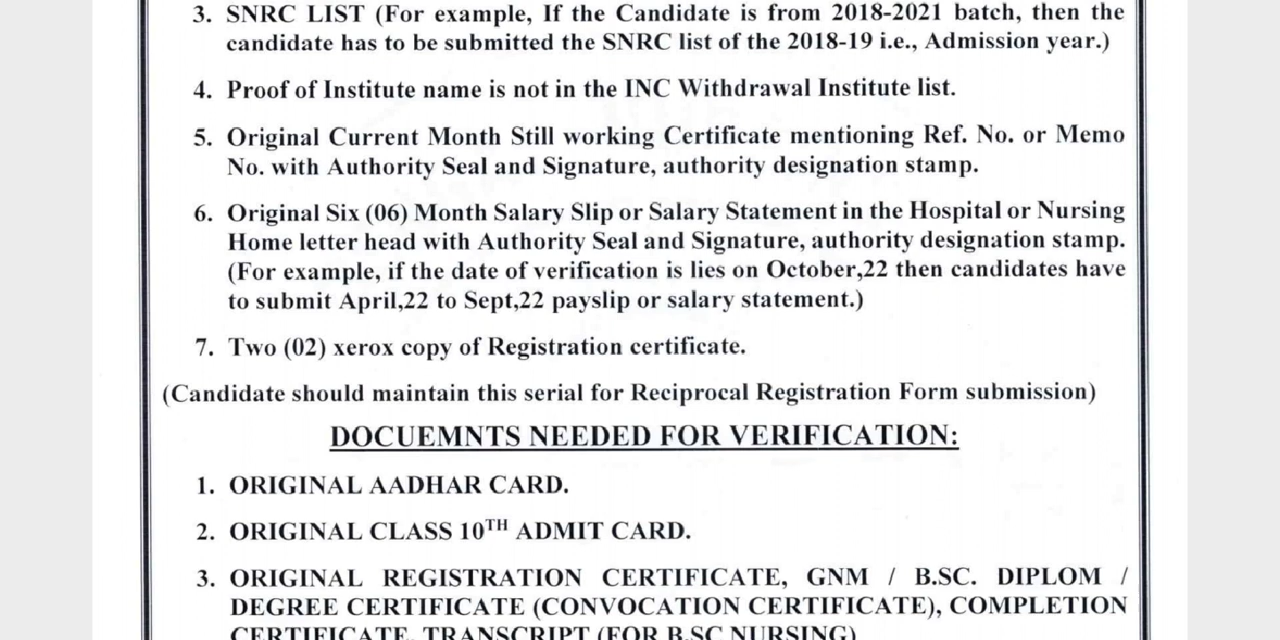 3. SNRC LIST (For example, If the Candidate is from 2018-2021 batch, then the
candidate has to be submitted the SNRC list of the 2018-19 i.e., Admission year.)
4. Proof of Institute name is not in the INC Withdrawal Institute list.
5. Original Current Month Still working Certificate mentioning Ref. No. or Memo
No. with Authority Seal and Signature, authority designation stamp.
6. Original Six (06) Month Salary Slip or Salary Statement in the Hospital or Nursing
Home letter head with Authority Seal and Signature, authority designation stamp.
(For example, if the date of verification is lies on October,22 then candidates have
to submit April,22 to Sept,22 payslip or salary statement.)
7. Two (02) xerox copy of Registration certificate.
(Candidate should maintain this serial for Reciprocal Registration Form submission)
DOCUEMNTS NEEDED FOR VERIFICATION:
1. ORIGINAL AADHAR CARD.
2. ORIGINAL CLASS 10TH ADMIT CARD.
3. ORIGINAL REGISTRATION CERTIFICATE, GNM / B.SC. DIPLOM /
DEGREE CERTIFICATE (CONVOCATION CERTIFICATE), COMPLETION
CERTIFICATE, TRANSCRIPT (FOR B.SC NURSING)